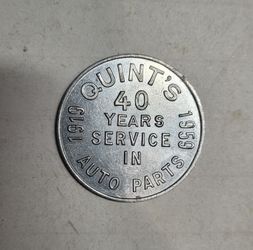 QUINT'S
40
YEARS
SERVICE
IN
AUTO PARTS
1919
1959